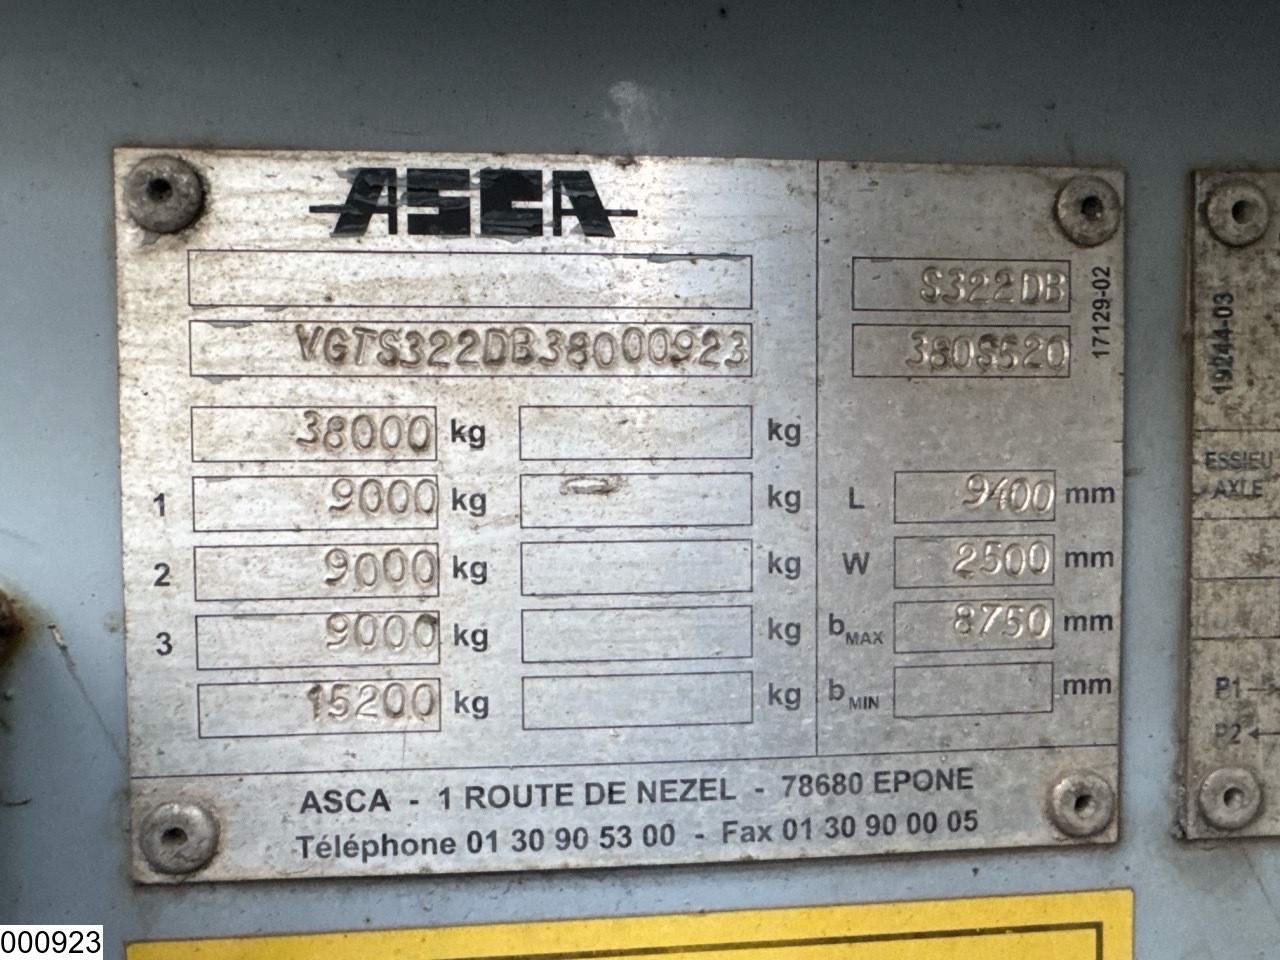 ASCA
S322DB
VGTS322DB38000923
380S520
17129-02
38000 kg kg
1 9000 kg kg L 9400 mm
2 9000 kg kg W 2500 mm
3 9000 kg kg bMAX 8750 mm
15200 kg kg bMIN mm
ASCA - 1 ROUTE DE NEZEL - 78680 EPONE
Téléphone 01 30 90 53 00 - Fax 01 30 90 00 05
19244-03
ESSIEU
AXLE
P1
P2
000923